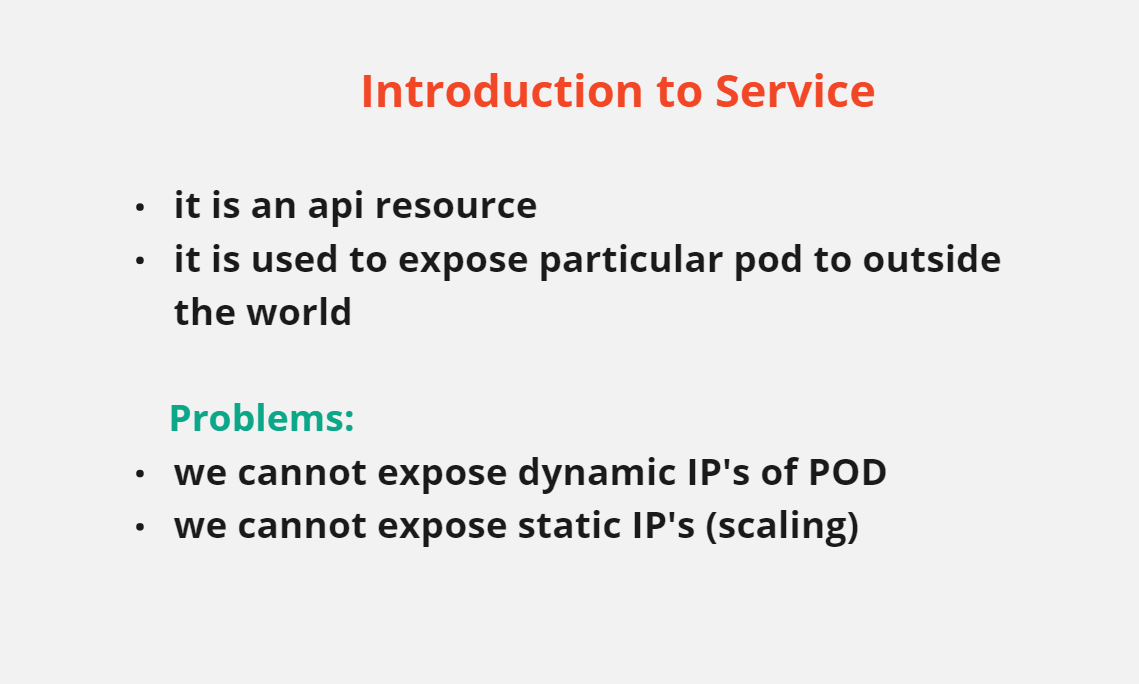 Introduction to Service
• it is an api resource
• it is used to expose particular pod to outside
the world
Problems:
• we cannot expose dynamic IP's of POD
• we cannot expose static IP's (scaling)